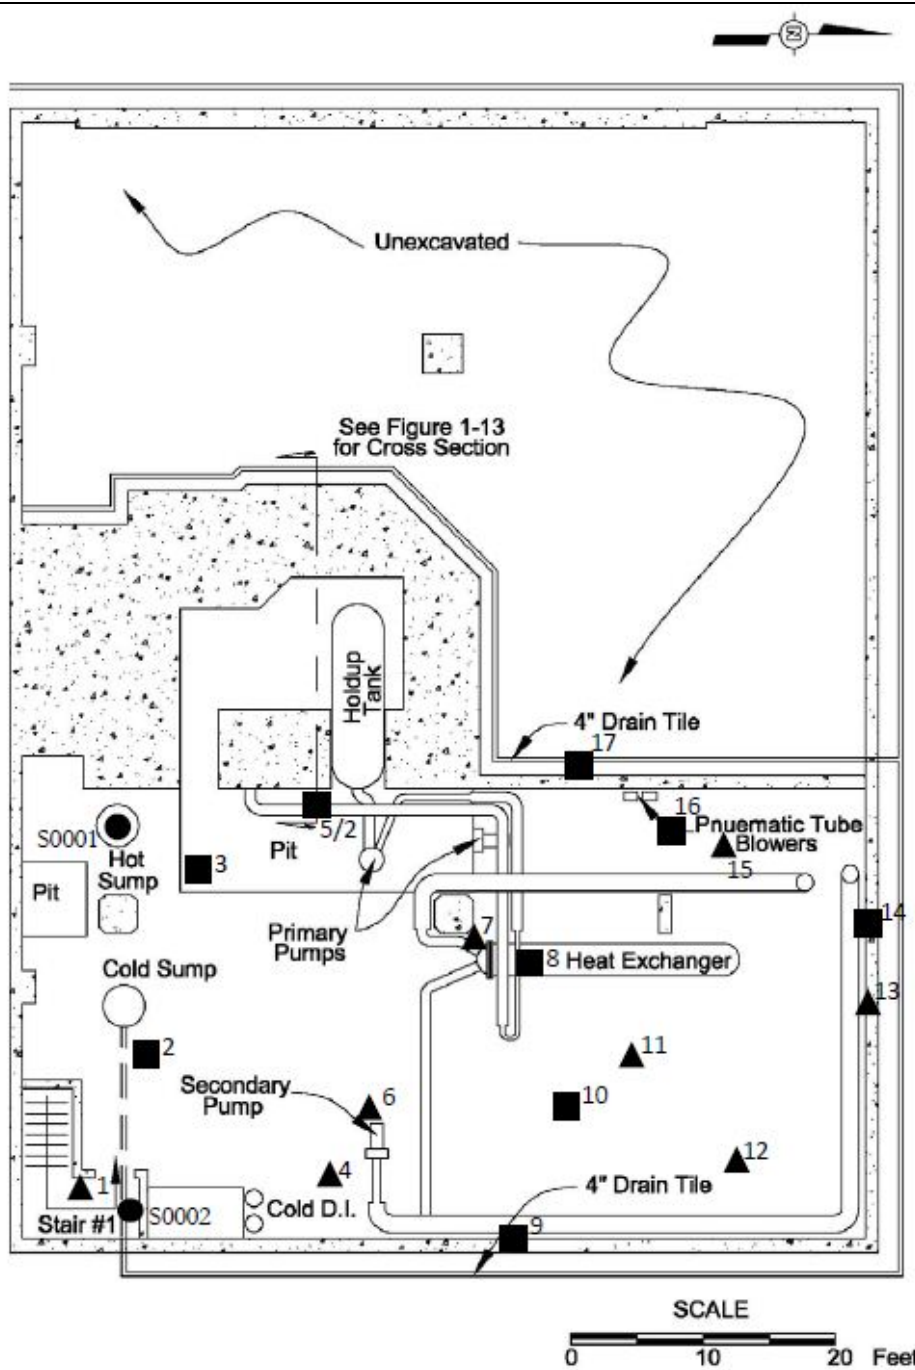 N
Unexcavated
See Figure 1-13
for Cross Section
Holdup
Tank
4" Drain Tile
17
16
5/2
Pnuematic Tube
Blowers
S0001
Hot
Sump
3
Pit
15
Pit
14
Primary
Pumps
7
8 Heat Exchanger
Cold Sump
13
2
11
Secondary
Pump
6
10
12
4
1
4" Drain Tile
Cold D.I.
Stair #1
S0002
9
SCALE
0 10 20 Feet